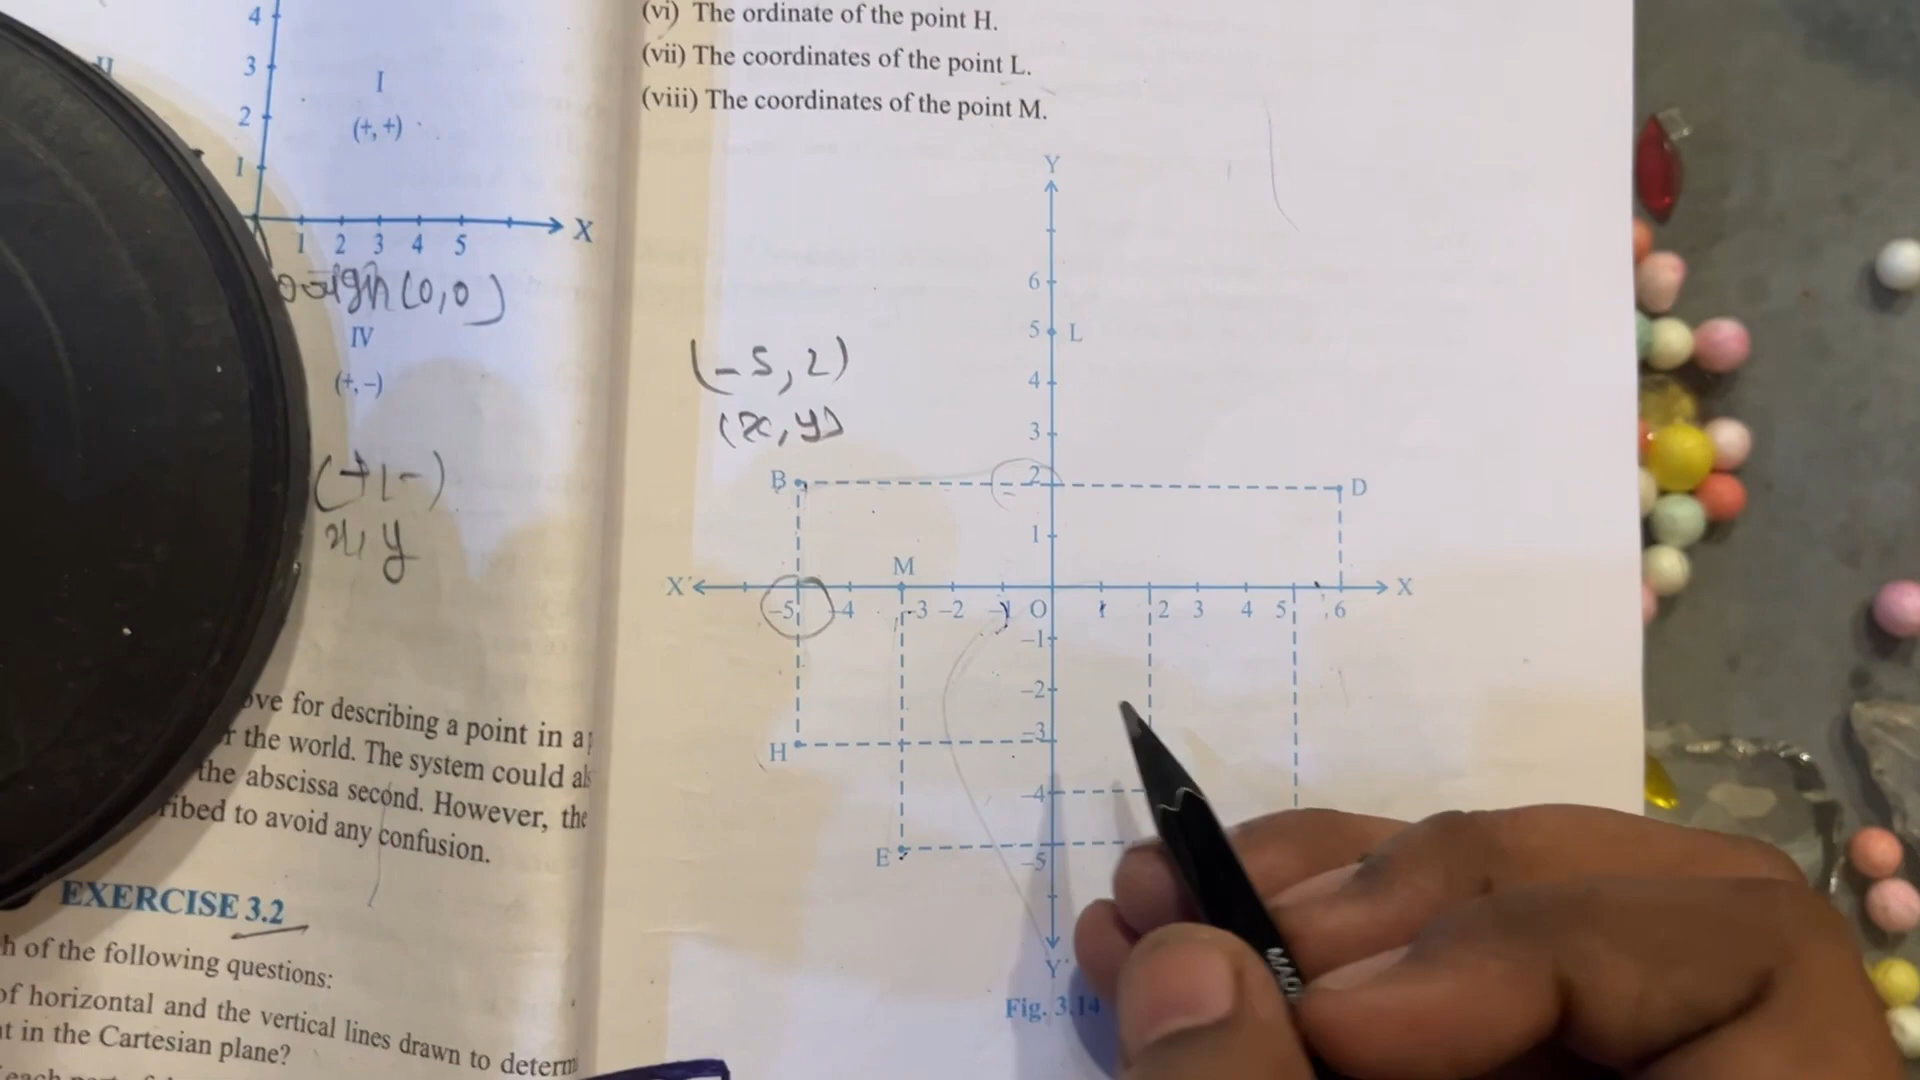 4
3
2
1
II
I
(+, +)
1 2 3 4 5 X
(0,0)
IV
(+, –)
(+, -)
x, y
ove for describing a point in a
r the world. The system could
the abscissa second. However, the
ribed to avoid any confusion.
EXERCISE 3.2
h of the following questions:
of horizontal and the vertical lines drawn to determ
t in the Cartesian plane?
(vi) The ordinate of the point H.
(vii) The coordinates of the point L.
(viii) The coordinates of the point M.
Y
6
5 L
4
3
(-5, 2)
(x, y)
B 2 D
1
M
X′ X
–5 –4 –3 –2 –1 O 1 2 3 4 5 6
–1
–2
–3
H
–4
E –5
Y′
Fig. 3.14